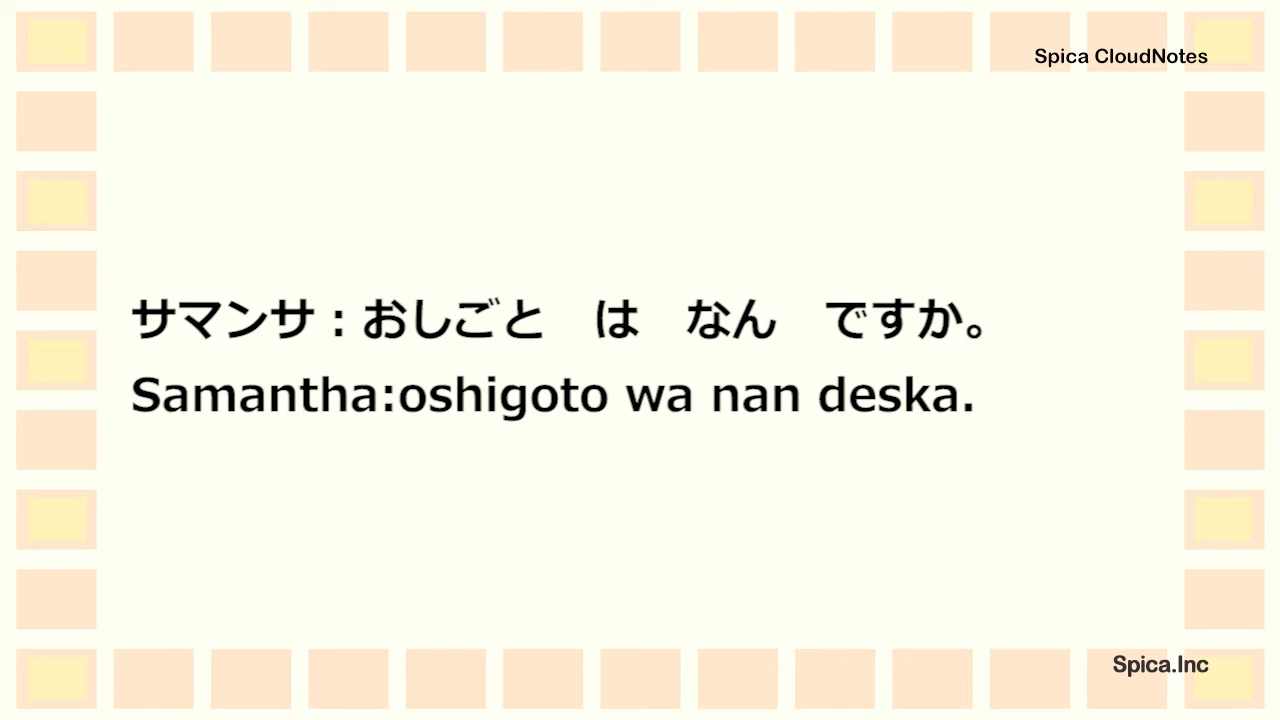 Spica CloudNotes
サマンサ：おしごと　は　なん　ですか。
Samantha:oshigoto wa nan deska.
Spica.Inc